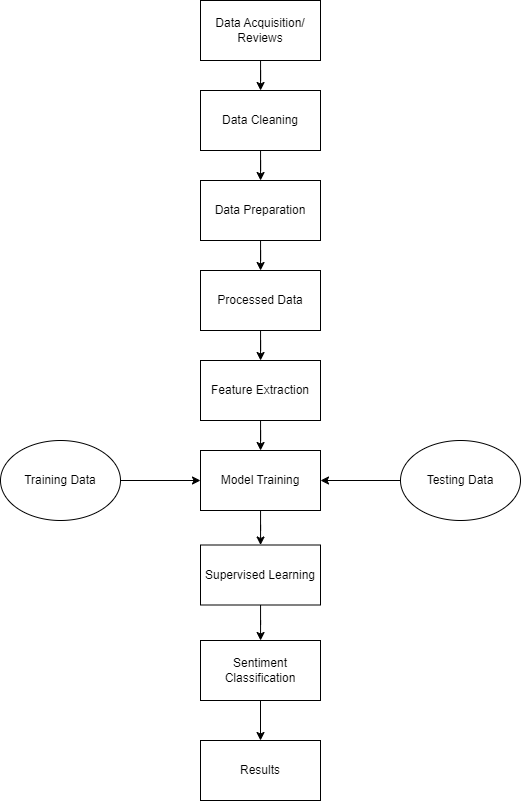 Data Acquisition/
Reviews
Data Cleaning
Data Preparation
Processed Data
Feature Extraction
Training Data
Model Training
Testing Data
Supervised Learning
Sentiment
Classification
Results